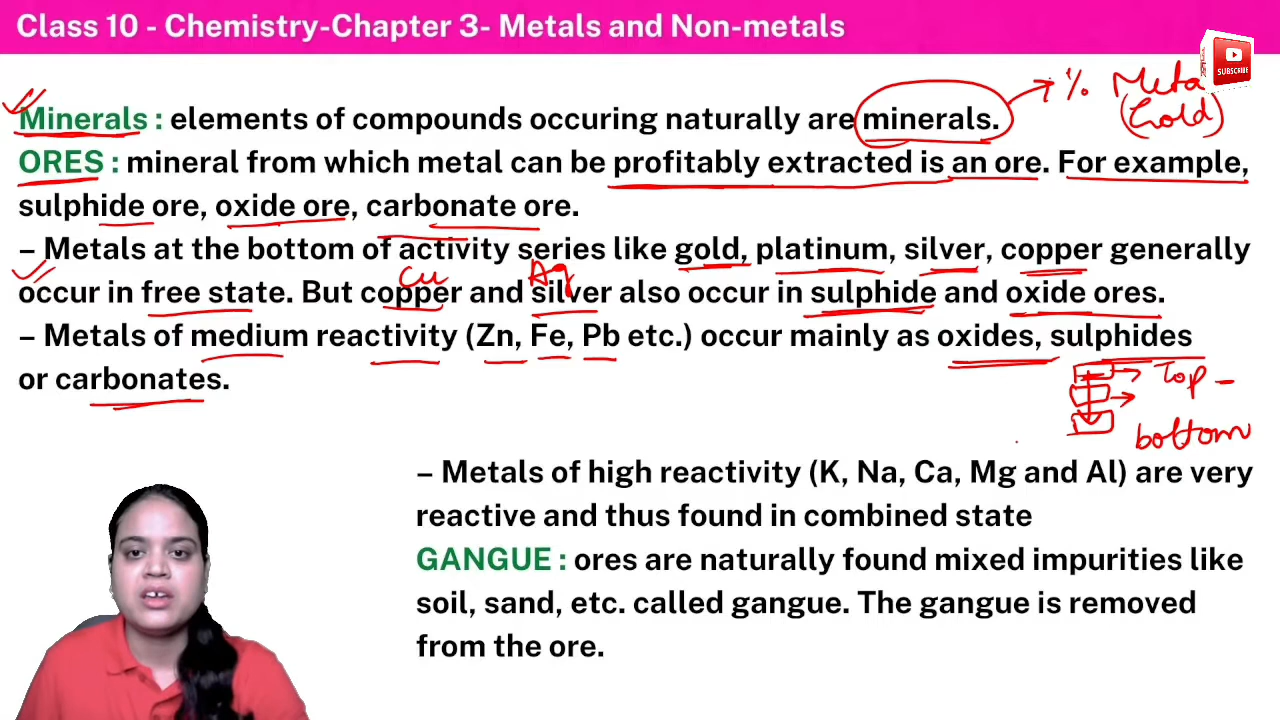 Class 10 - Chemistry-Chapter 3- Metals and Non-metals
SUBSCRIBE
% Meta
(Gold)
Minerals : elements of compounds occuring naturally are minerals.
ORES : mineral from which metal can be profitably extracted is an ore. For example,
sulphide ore, oxide ore, carbonate ore.
– Metals at the bottom of activity series like gold, platinum, silver, copper generally
Cu Ag
occur in free state. But copper and silver also occur in sulphide and oxide ores.
– Metals of medium reactivity (Zn, Fe, Pb etc.) occur mainly as oxides, sulphides
or carbonates.
Top –
bottom
– Metals of high reactivity (K, Na, Ca, Mg and Al) are very
reactive and thus found in combined state
GANGUE : ores are naturally found mixed impurities like
soil, sand, etc. called gangue. The gangue is removed
from the ore.